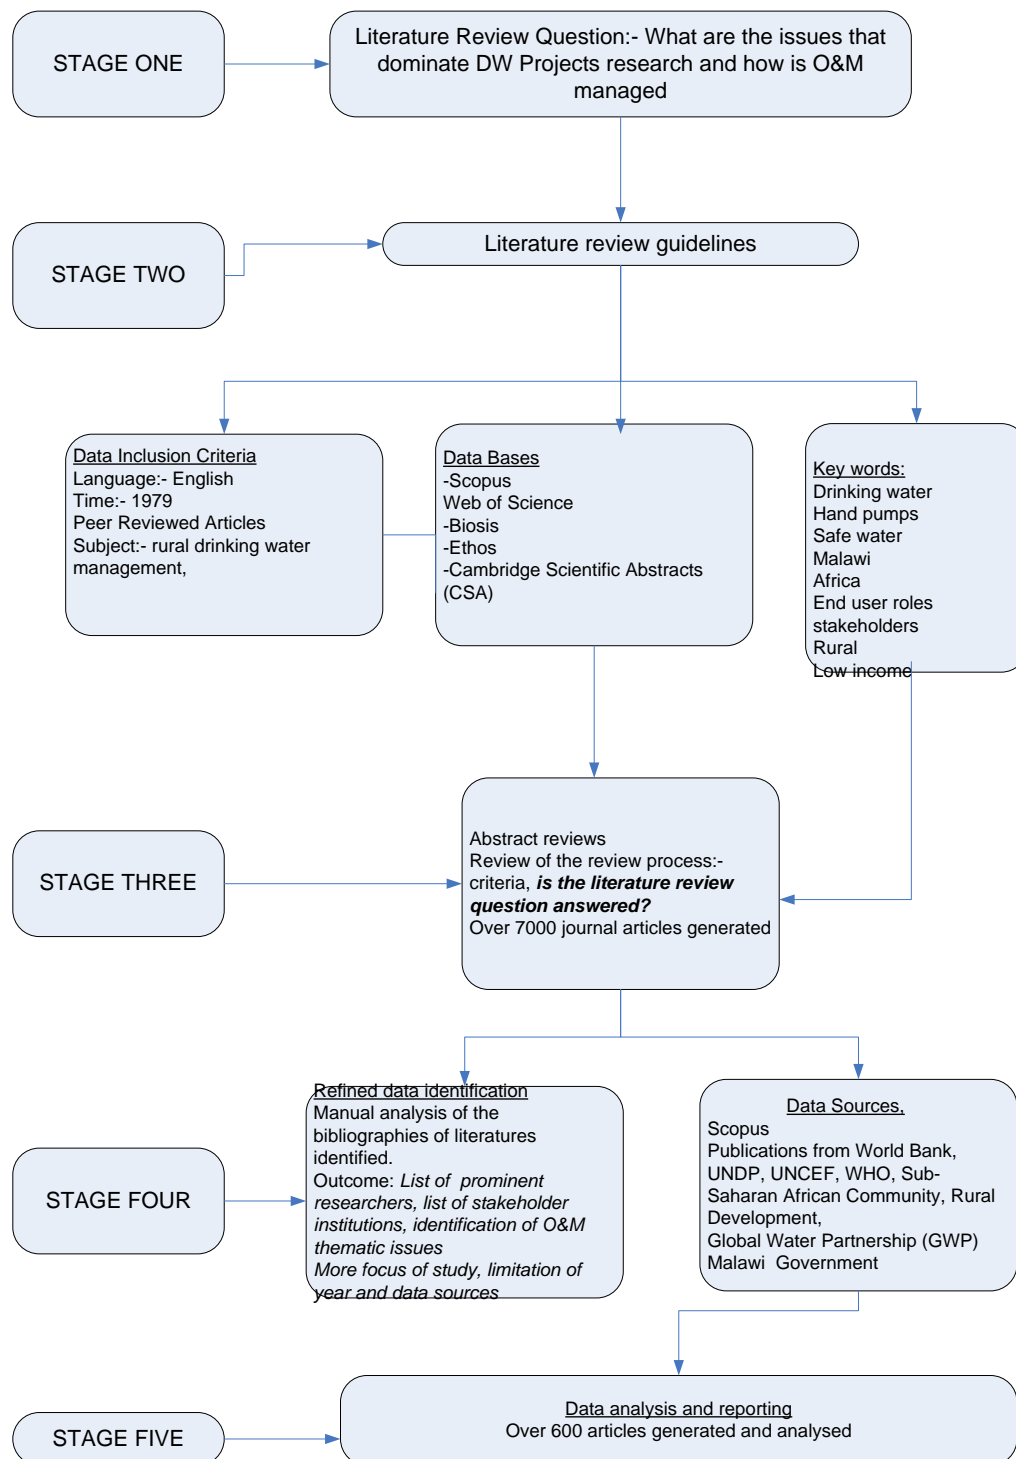 STAGE ONE
Literature Review Question:- What are the issues that
dominate DW Projects research and how is O&M
managed
STAGE TWO
Literature review guidelines
Data Inclusion Criteria
Language:- English
Time:- 1979
Peer Reviewed Articles
Subject:- rural drinking water
management,
Data Bases
-Scopus
Web of Science
-Biosis
-Ethos
-Cambridge Scientific Abstracts
(CSA)
Key words:
Drinking water
Hand pumps
Safe water
Malawi
Africa
End user roles
stakeholders
Rural
Low income
STAGE THREE
Abstract reviews
Review of the review process:-
criteria, is the literature review
question answered?
Over 7000 journal articles generated
STAGE FOUR
Refined data identification
Manual analysis of the
bibliographies of literatures
identified.
Outcome: List of prominent
researchers, list of stakeholder
institutions, identification of O&M
thematic issues
More focus of study, limitation of
year and data sources
Data Sources,
Scopus
Publications from World Bank,
UNDP, UNCEF, WHO, Sub-
Saharan African Community, Rural
Development,
Global Water Partnership (GWP)
Malawi Government
STAGE FIVE
Data analysis and reporting
Over 600 articles generated and analysed